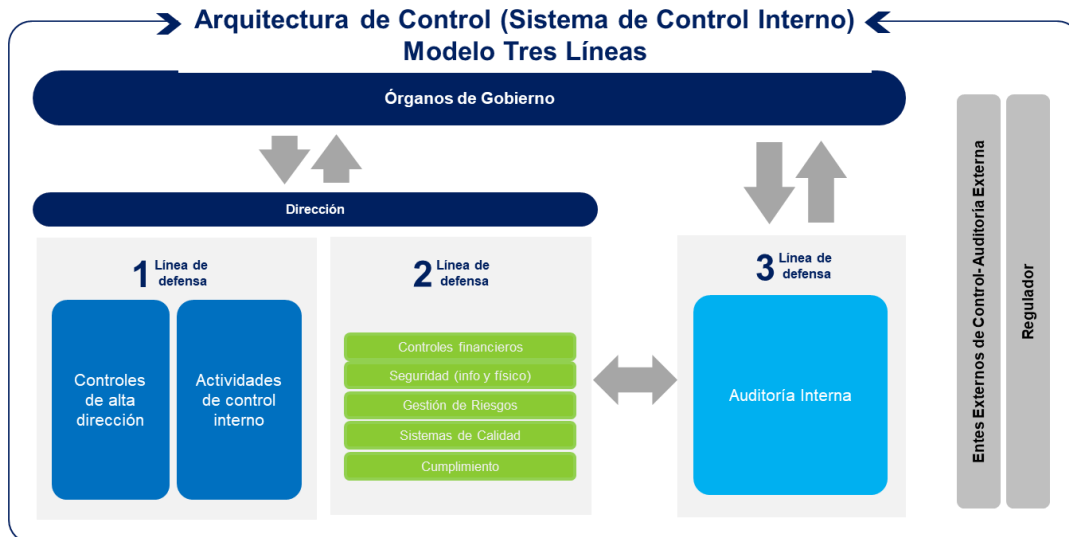 Arquitectura de Control (Sistema de Control Interno)
Modelo Tres Líneas
Órganos de Gobierno
Dirección
1 Línea de
defensa
Controles
de alta
dirección
Actividades
de control
interno
2 Línea de
defensa
Controles financieros
Seguridad (info y físico)
Gestión de Riesgos
Sistemas de Calidad
Cumplimiento
3 Línea de
defensa
Auditoría Interna
Entes Externos de Control- Auditoría Externa
Regulador